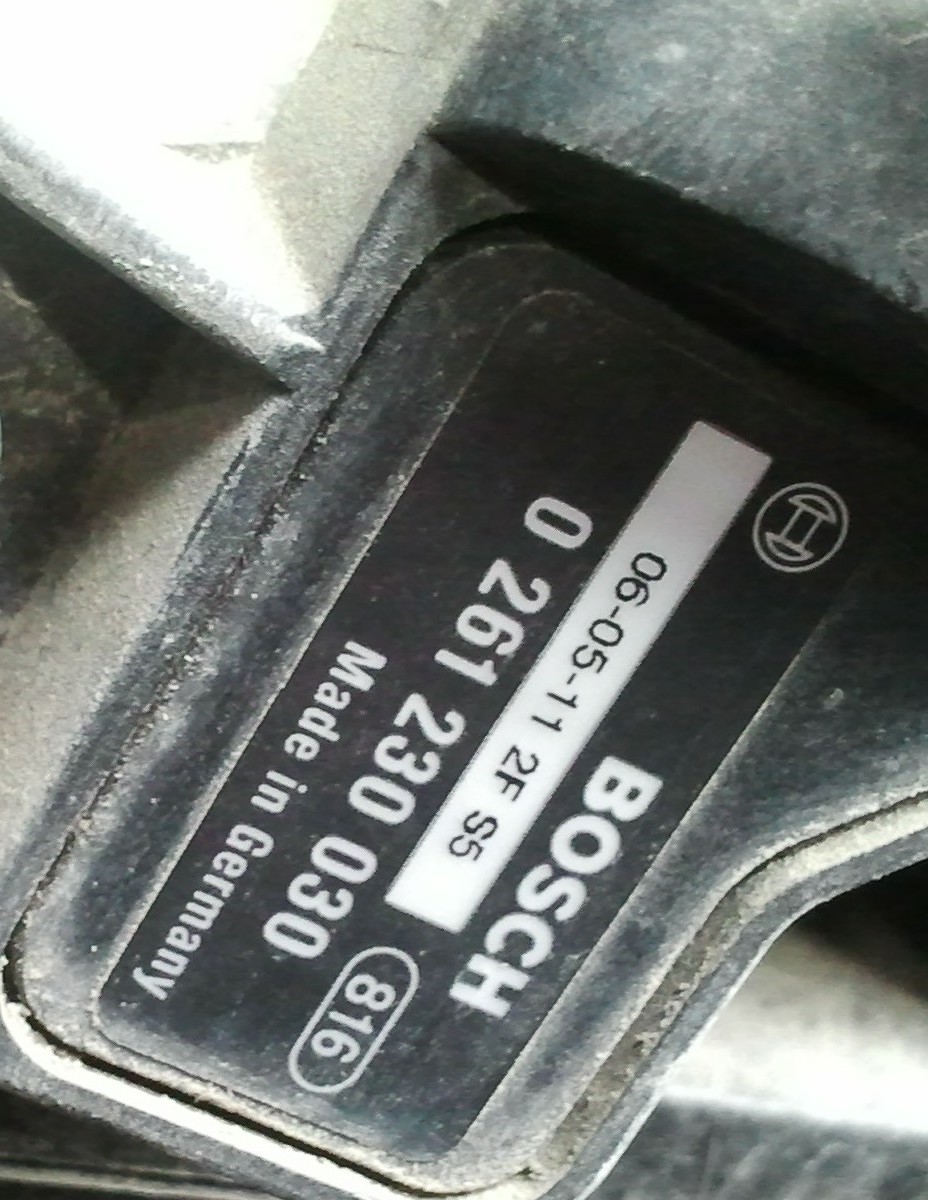 BOSCH
06-05-11 2F S5
816
0 261 230 030
Made in Germany